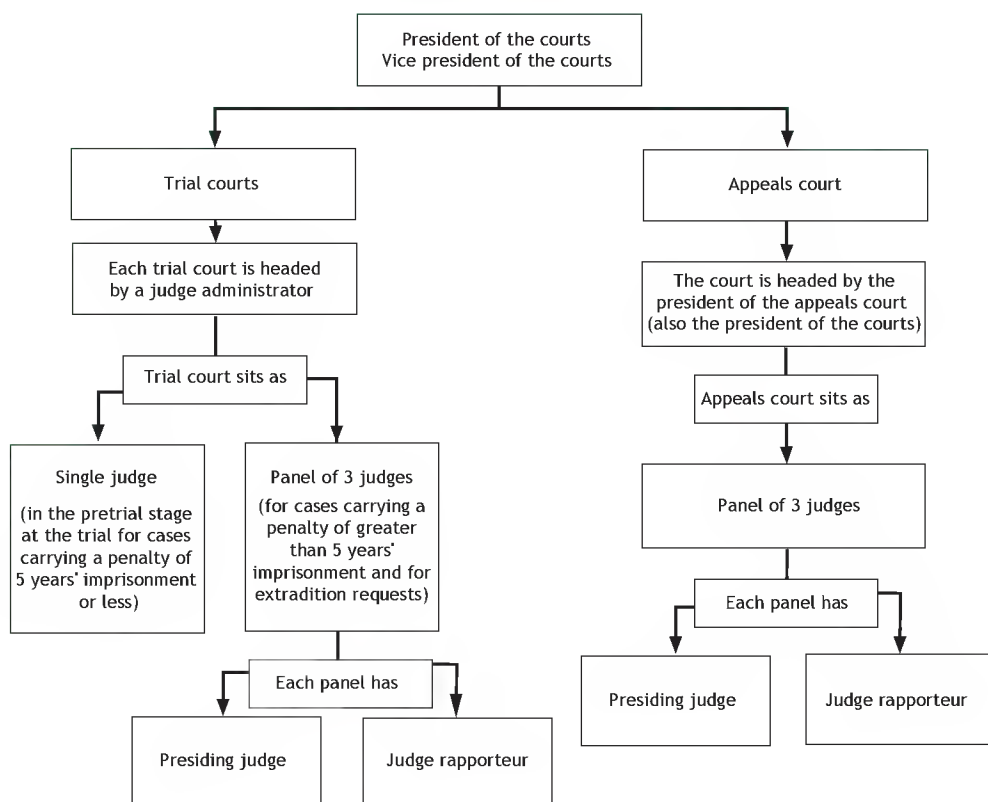 President of the courts
Vice president of the courts
Trial courts
Appeals court
Each trial court is headed
by a judge administrator
The court is headed by the
president of the appeals court
(also the president of the courts)
Trial court sits as
Appeals court sits as
Single judge
(in the pretrial stage
at the trial for cases
carrying a penalty of
5 years' imprisonment
or less)
Panel of 3 judges
(for cases carrying a
penalty of greater
than 5 years'
imprisonment and for
extradition requests)
Panel of 3 judges
Each panel has
Each panel has
Presiding judge
Judge rapporteur
Presiding judge
Judge rapporteur